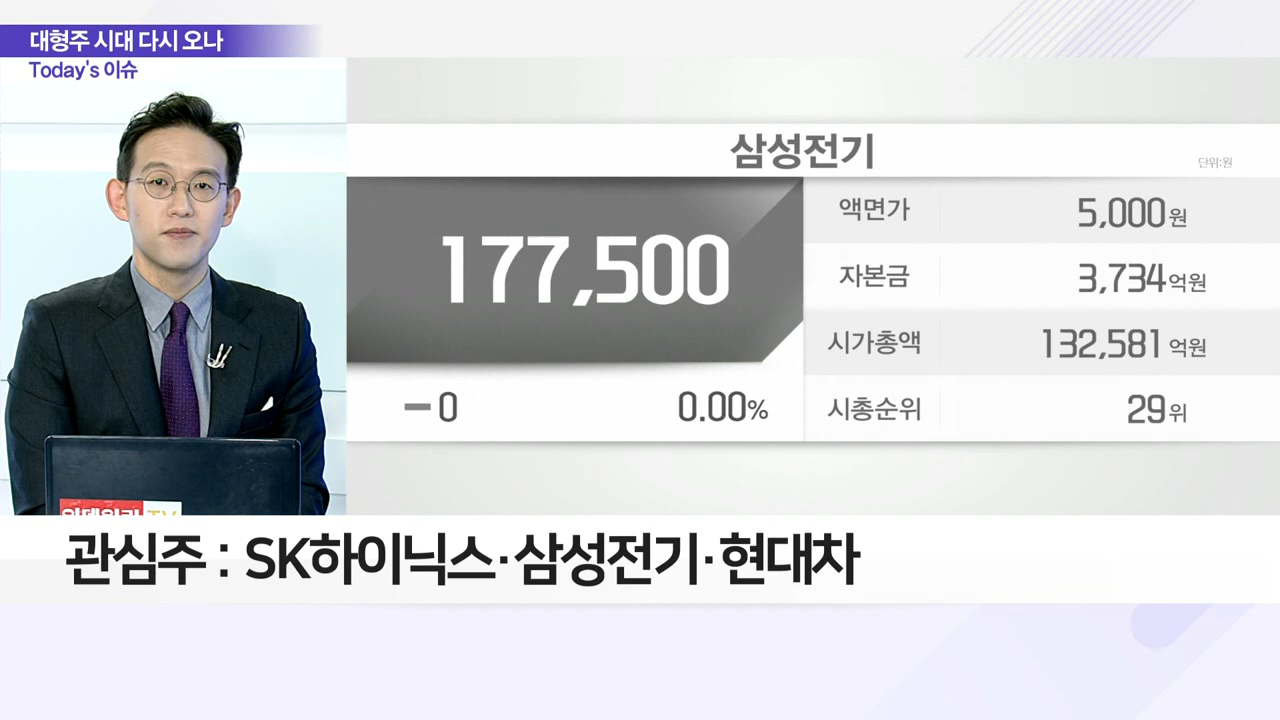 대형주 시대 다시 오나
Today's 이슈
삼성전기
단위:원
177,500
0
0.00%
액면가 5,000원
자본금 3,734억원
시가총액 132,581억원
시총순위 29위
관심주 : SK하이닉스·삼성전기·현대차